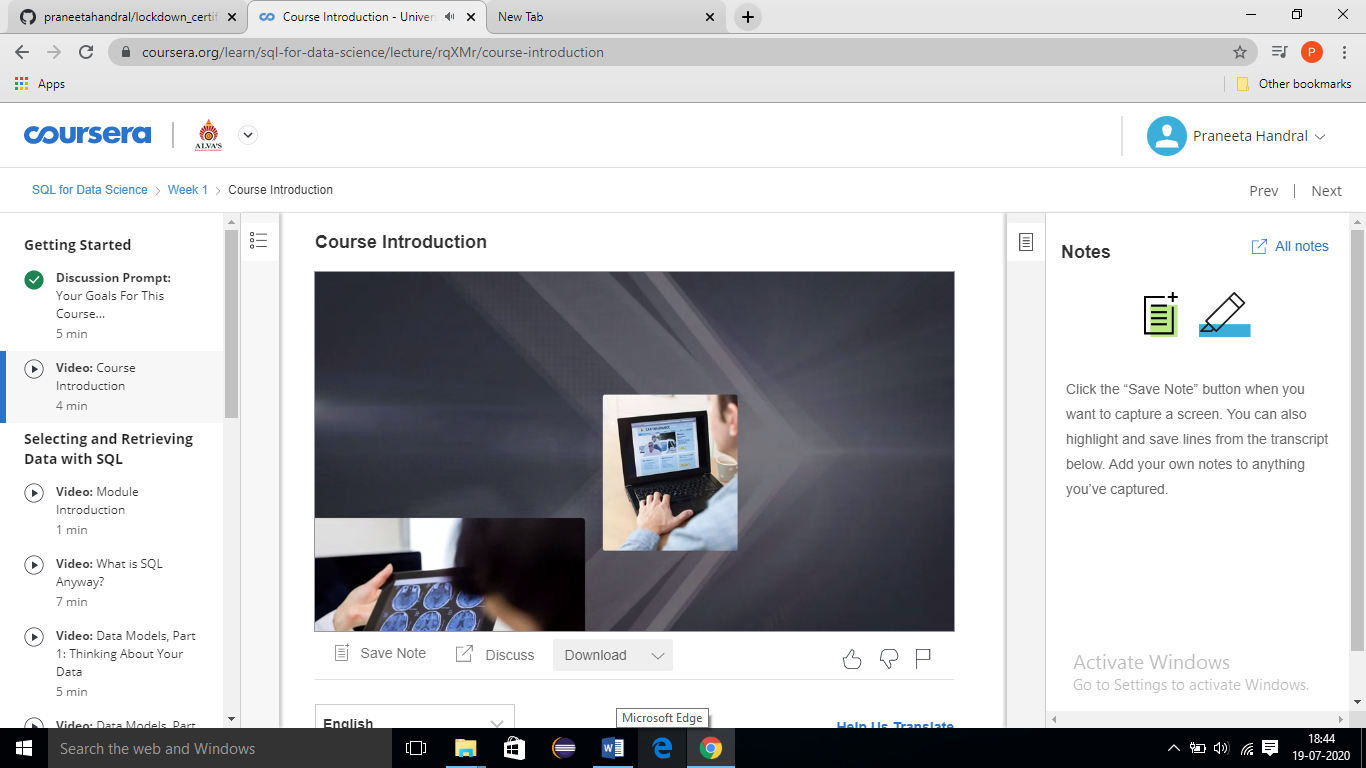 praneetahandral/lockdown_certif
Course Introduction - Univers
New Tab
coursera.org/learn/sql-for-data-science/lecture/rqXMr/course-introduction
P
Apps
Other bookmarks
coursera
ALVA'S
Praneeta Handral
SQL for Data Science
Week 1
Course Introduction
Prev
Next
Getting Started
Discussion Prompt:
Your Goals For This
Course...
5 min
Video: Course
Introduction
4 min
Selecting and Retrieving
Data with SQL
Video: Module
Introduction
1 min
Video: What is SQL
Anyway?
7 min
Video: Data Models, Part
1: Thinking About Your
Data
5 min
Video: Data Models, Part
Course Introduction
Save Note
Discuss
Download
English
Help Us Translate
Notes
All notes
Click the “Save Note” button when you
want to capture a screen. You can also
highlight and save lines from the transcript
below. Add your own notes to anything
you’ve captured.
Activate Windows
Go to Settings to activate Windows.
Microsoft Edge
Search the web and Windows
18:44
19-07-2020